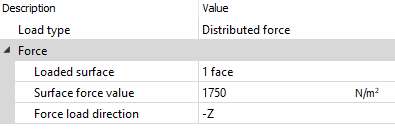 Description Value
Load type Distributed force
Force
Loaded surface 1 face
Surface force value 1750 N/m²
Force load direction -Z